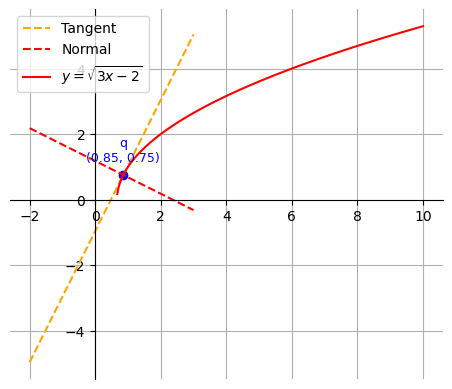 Tangent
Normal
y = √3x − 2
4
2
q
(0.85, 0.75)
0
−2 0 2 4 6 8 10
−2
−4